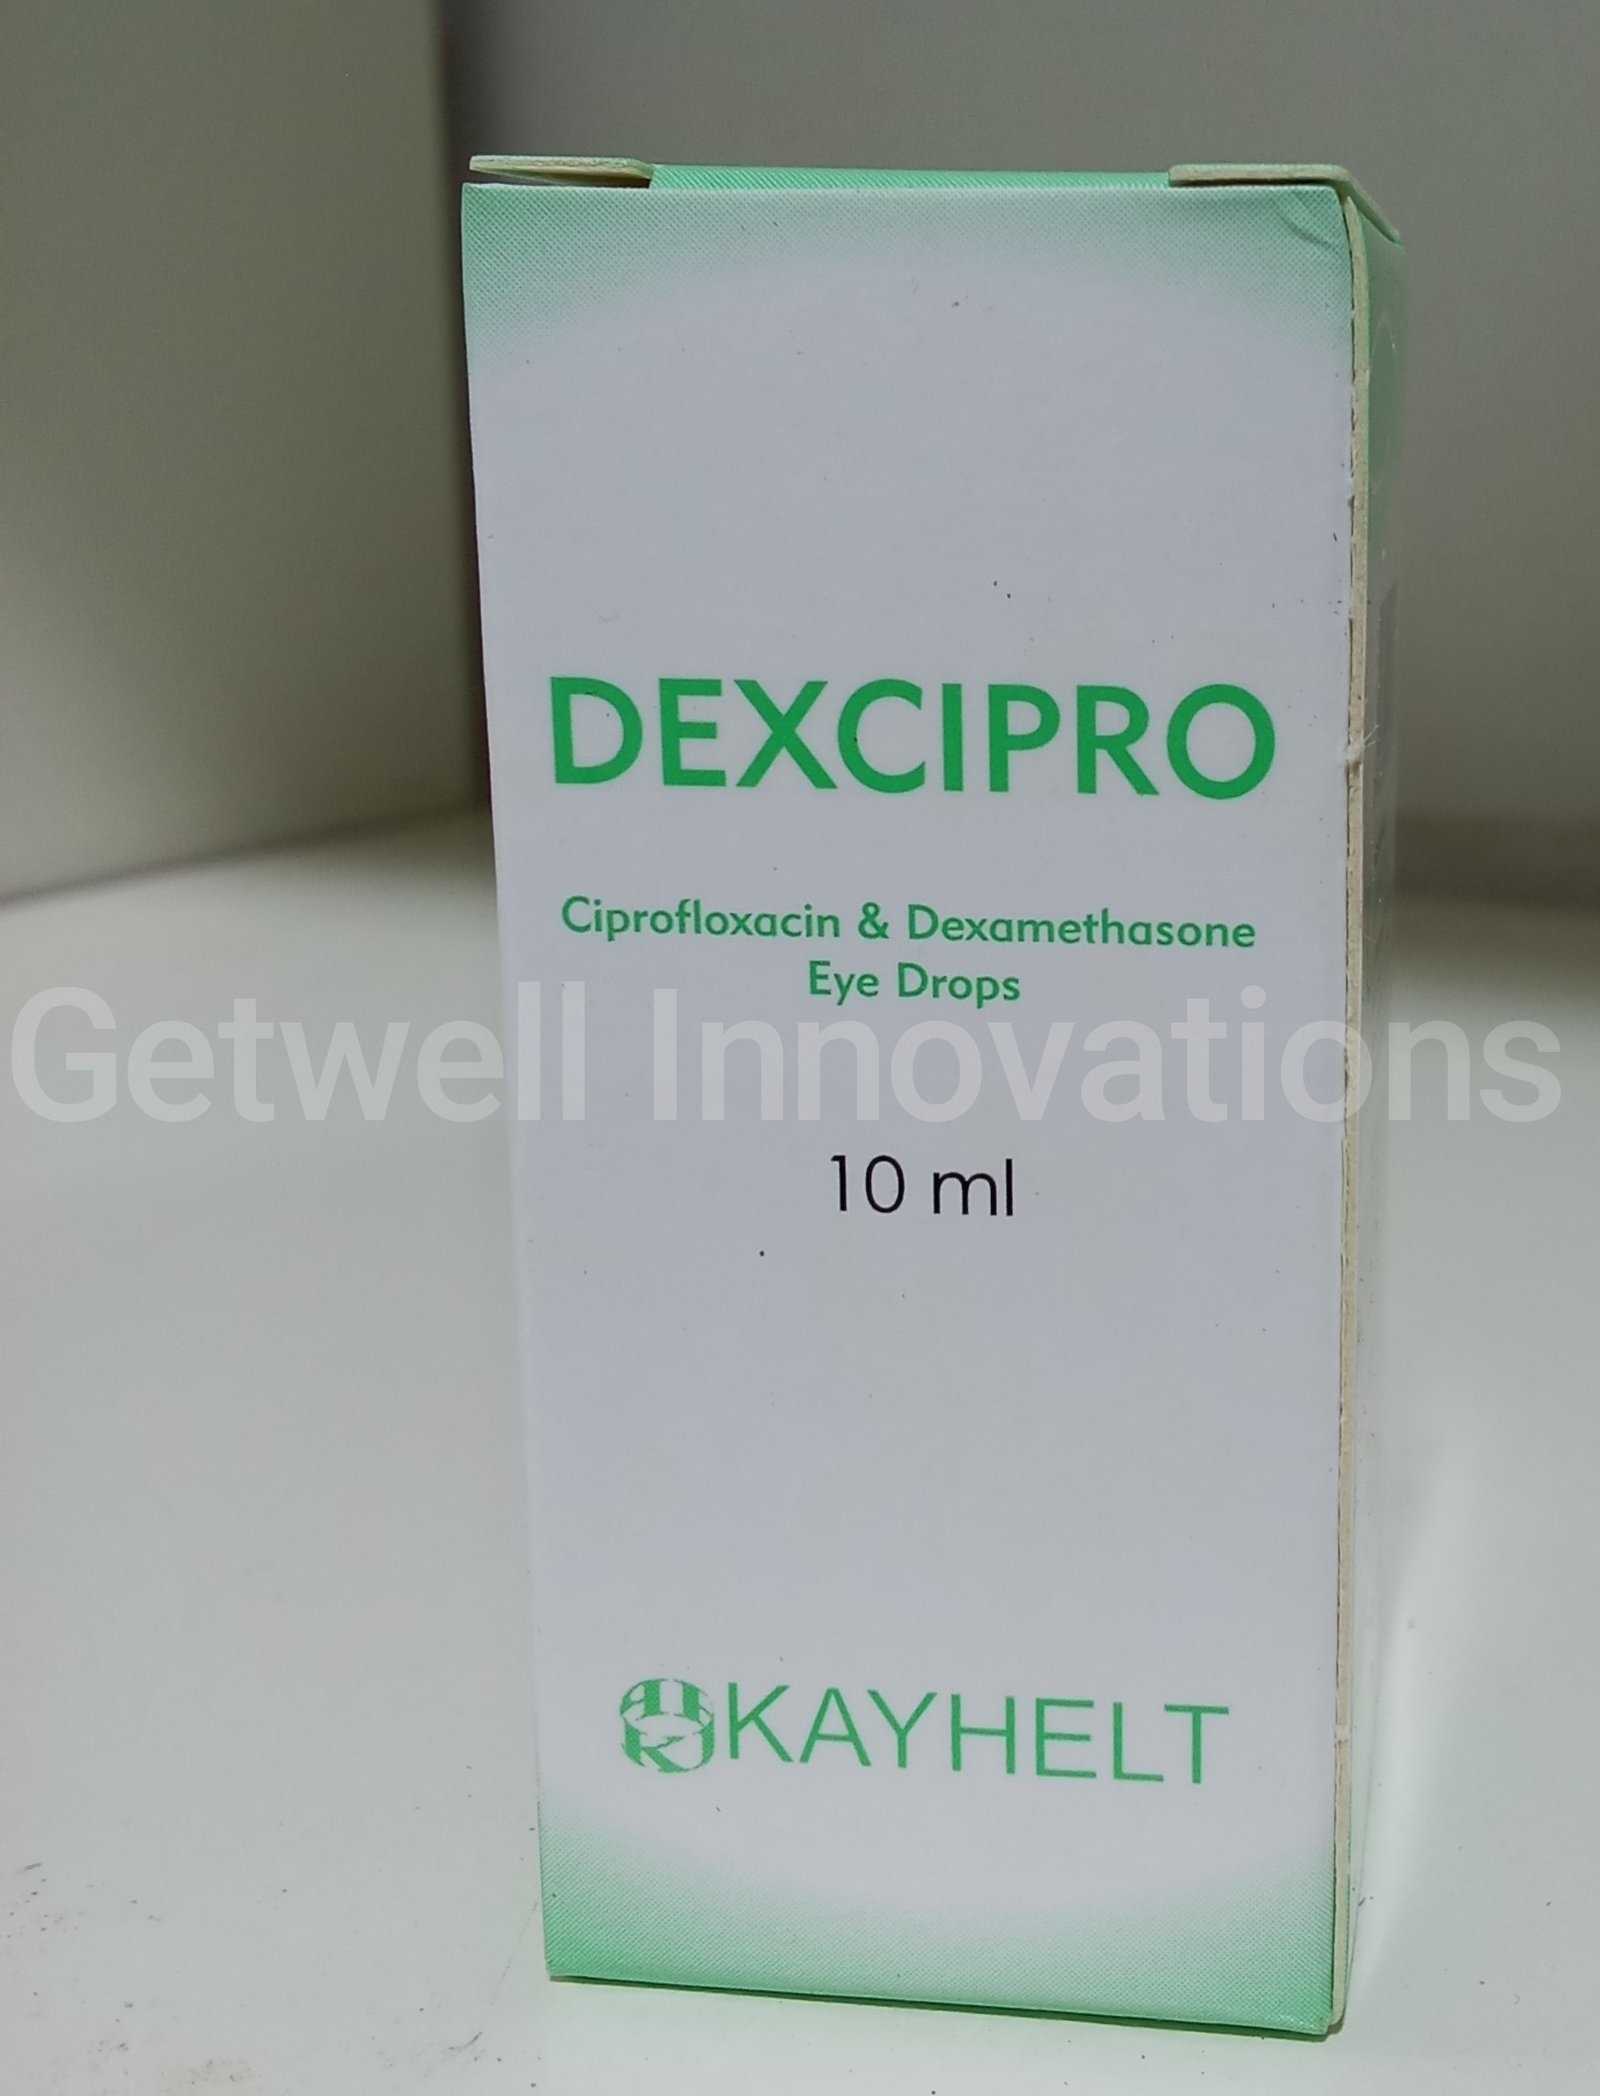 DEXCIPRO
Ciprofloxacin & Dexamethasone
Eye Drops
Getwell Innovations
10 ml
KAYHELT